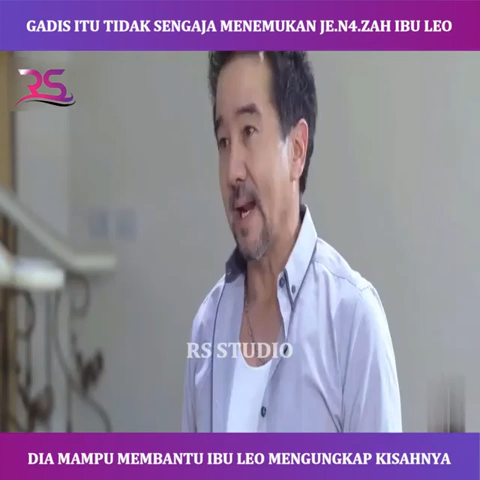 GADIS ITU TIDAK SENGAJA MENEMUKAN JE.N4.ZAH IBU LEO
RS
RS STUDIO
DIA MAMPU MEMBANTU IBU LEO MENGUNGKAP KISAHNYA